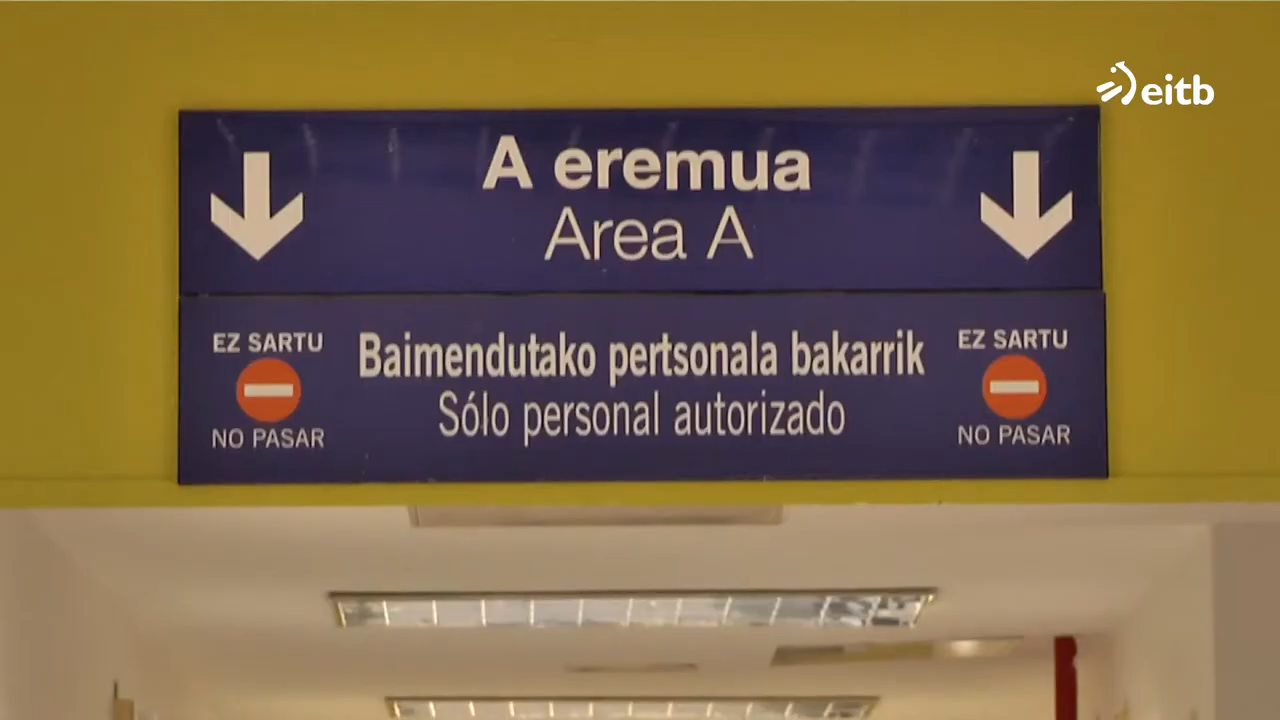 eitb
A eremua
Area A
EZ SARTU
NO PASAR
Baimendutako pertsonala bakarrik
Sólo personal autorizado
EZ SARTU
NO PASAR